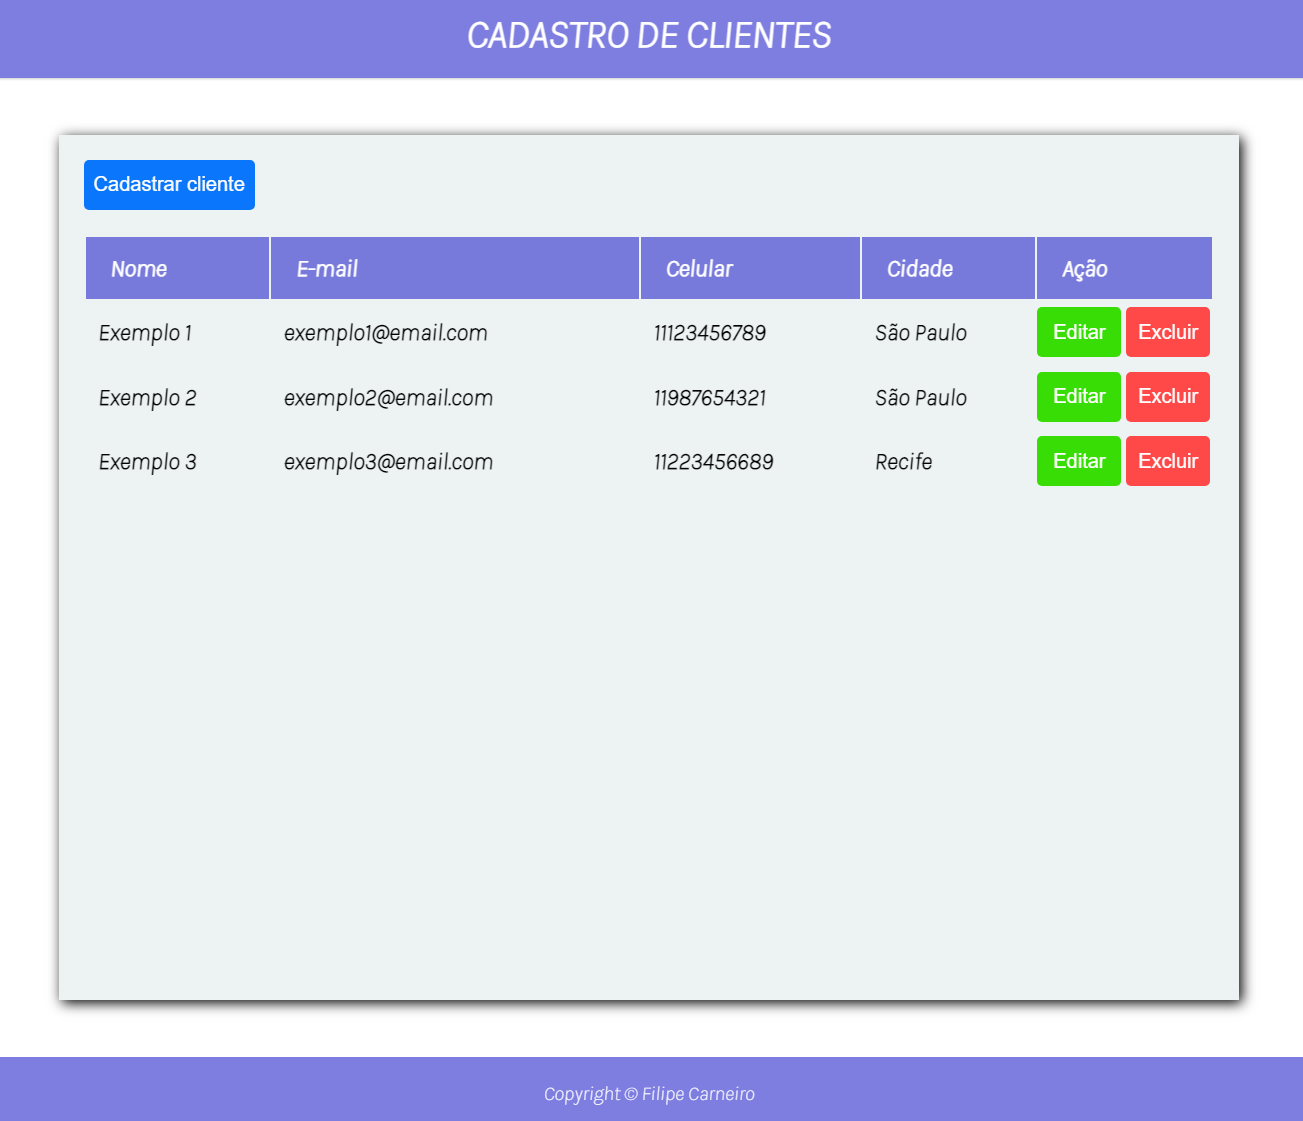 CADASTRO DE CLIENTES
Cadastrar cliente
Nome E-mail Celular Cidade Ação
Exemplo 1 exemplo1@email.com 11123456789 São Paulo Editar Excluir
Exemplo 2 exemplo2@email.com 11987654321 São Paulo Editar Excluir
Exemplo 3 exemplo3@email.com 11223456689 Recife Editar Excluir
Copyright © Filipe Carneiro